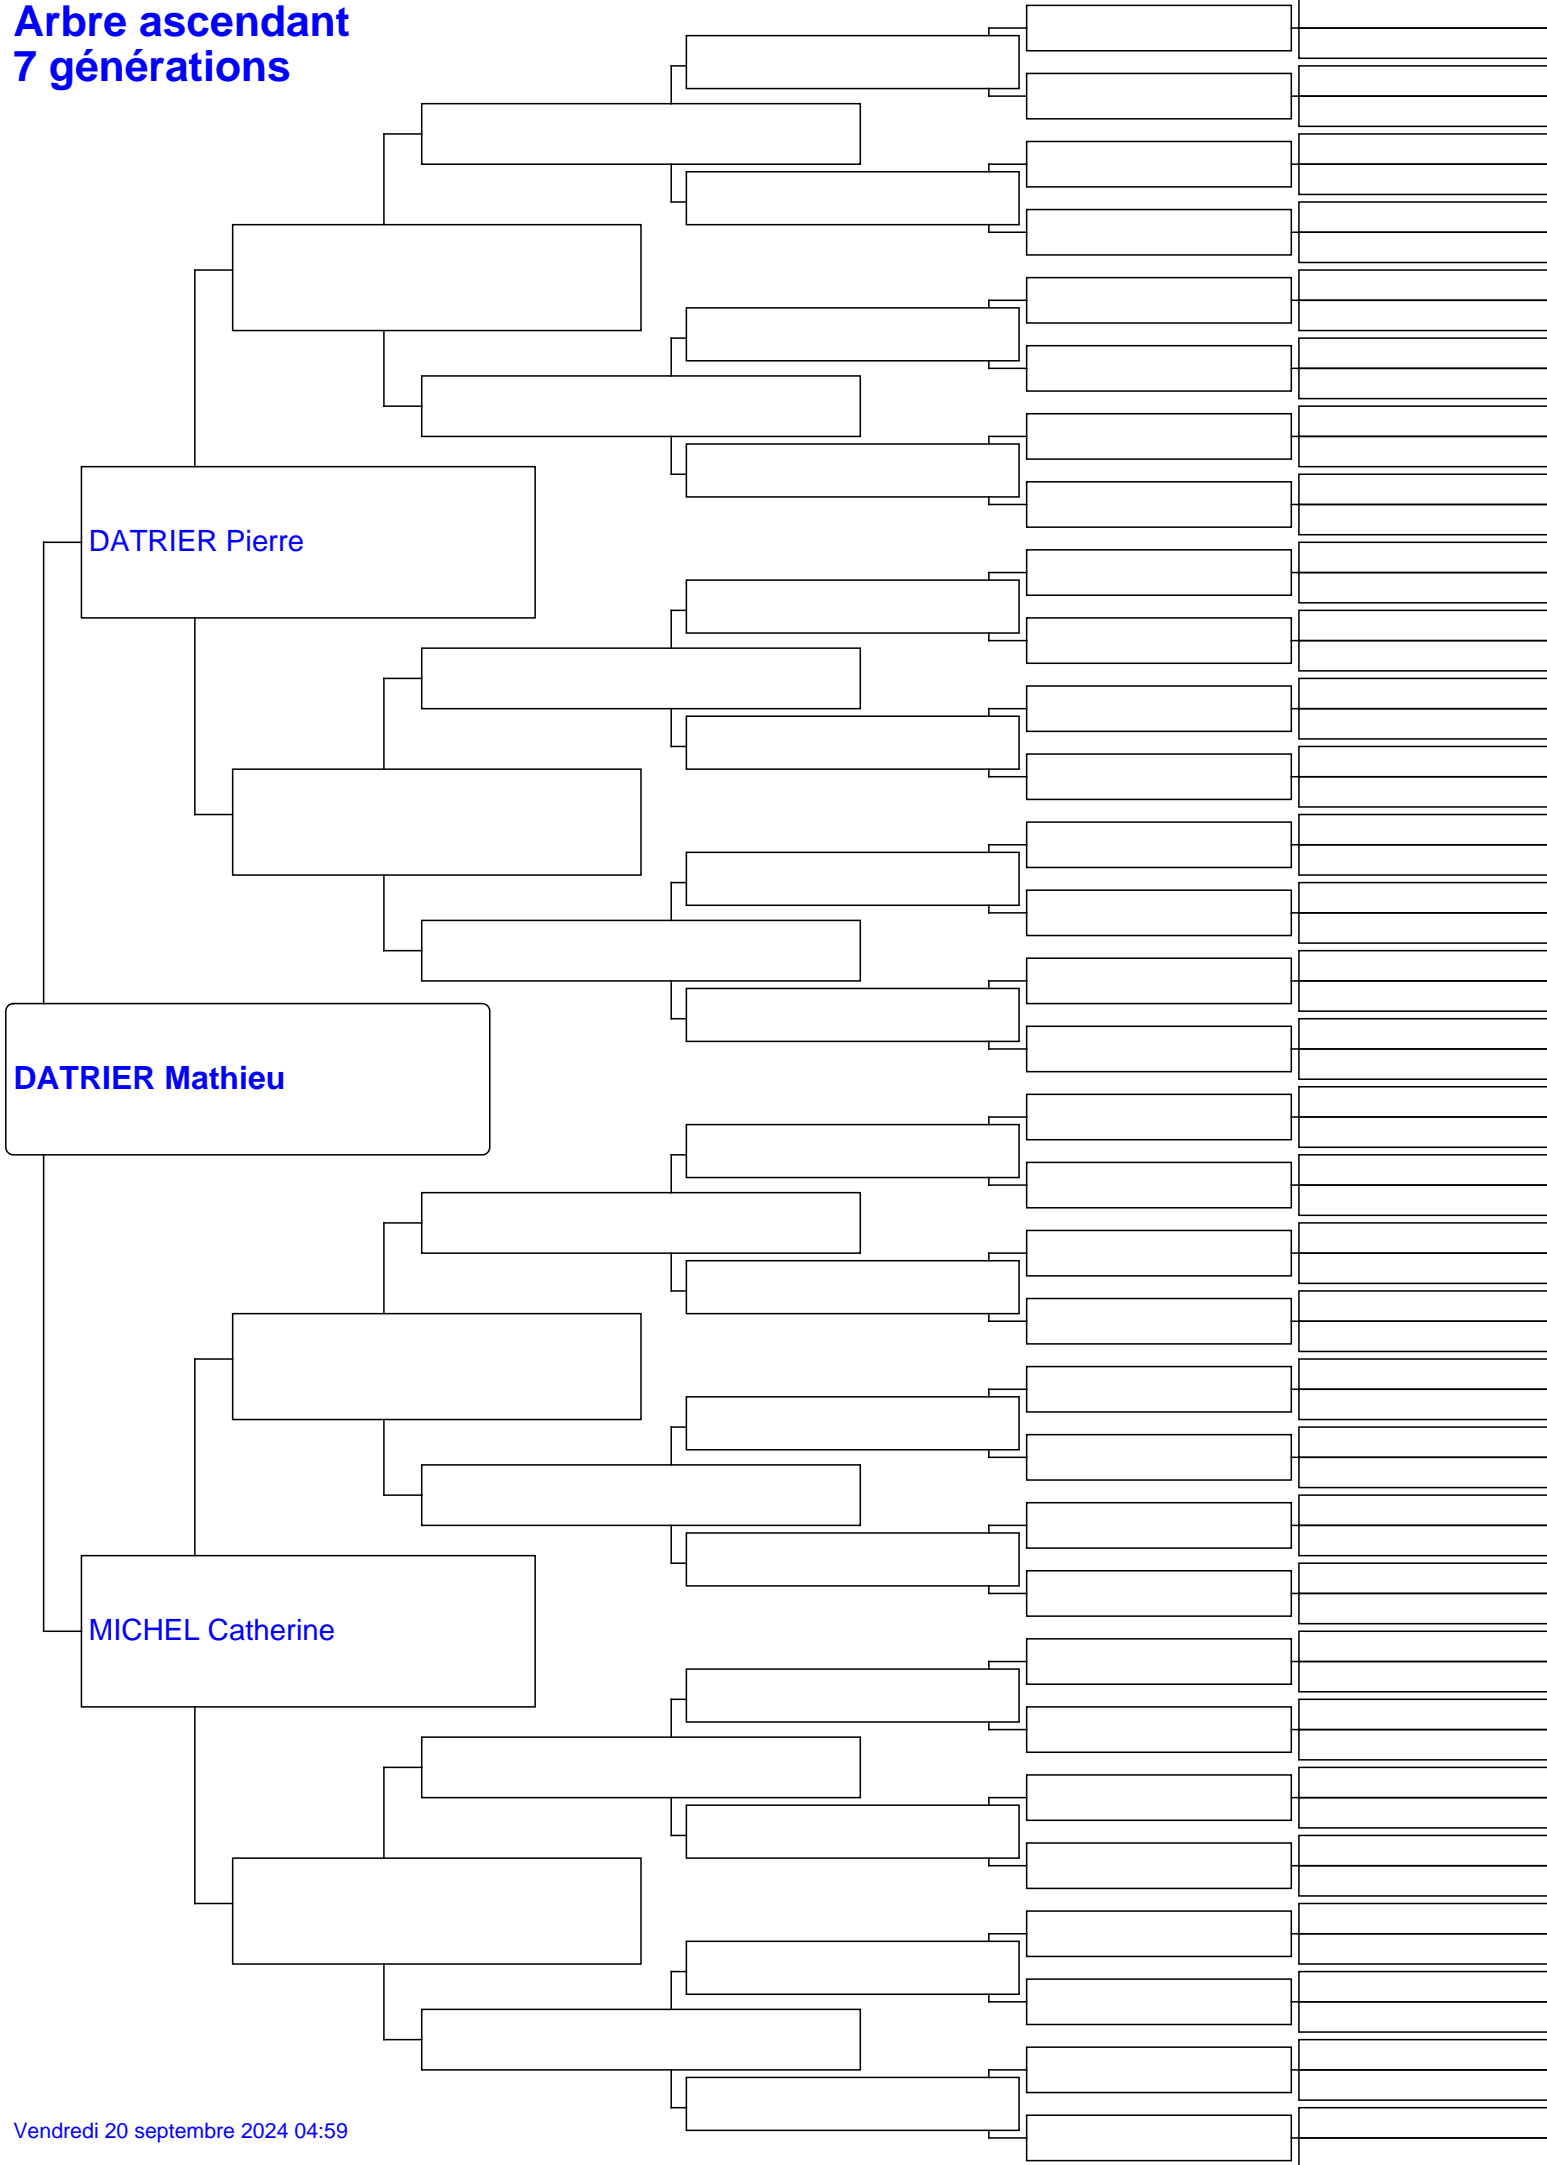 Arbre ascendant
7 générations
DATRIER Pierre
DATRIER Mathieu
MICHEL Catherine
Vendredi 20 septembre 2024 04:59